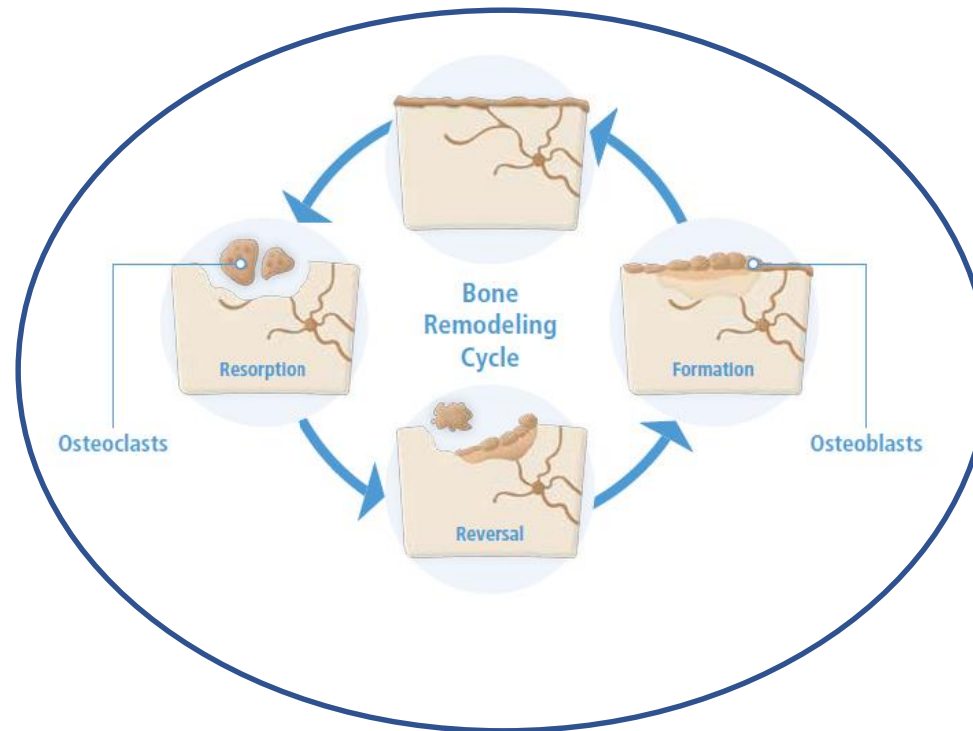 Bone
Remodeling
Cycle
Resorption
Formation
Osteoclasts
Osteoblasts
Reversal